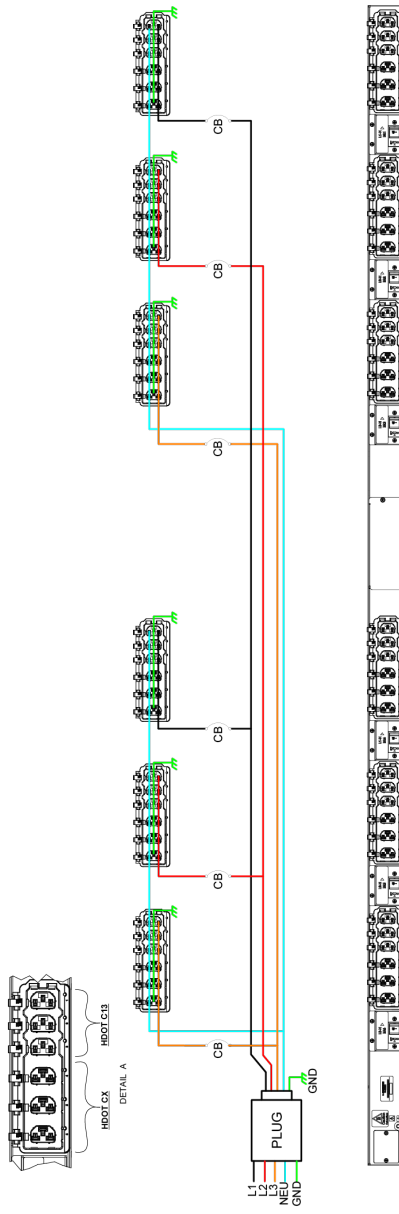 CB
CB
CB
CB
CB
CB
HDOT CX
HDOT C13
DETAIL A
PLUG
GND
L1
L2
L3
NEU
GND